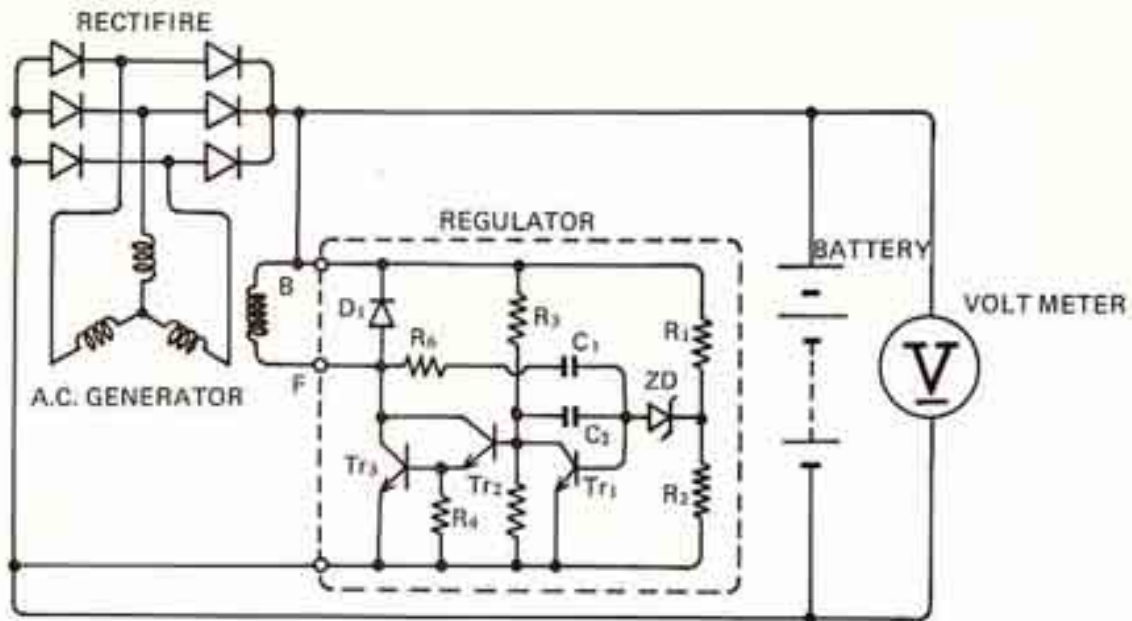 RECTIFIRE
REGULATOR
BATTERY
VOLT METER
V
A.C. GENERATOR
B
F
D₁
R₆
R₃
C₁
R₁
ZD
C₂
Tr₃
Tr₂
Tr₁
R₄
R₂